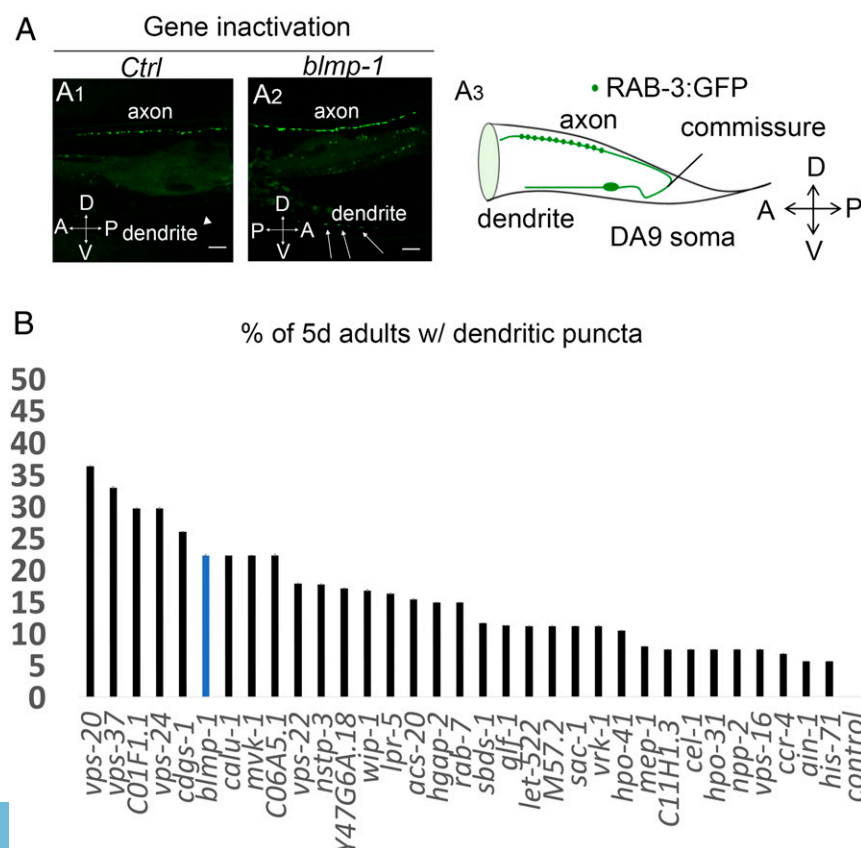 A
Gene inactivation
Ctrl
blmp-1
A1
axon
D
A P
V
dendrite
A2
axon
D
P A
V
dendrite
A3
• RAB-3:GFP
axon
commissure
dendrite
DA9 soma
D
A P
V
B
% of 5d adults w/ dendritic puncta
50
45
40
35
30
25
20
15
10
5
0
vps-20
vps-37
C01F1.1
vps-24
cdgs-1
blmp-1
calu-1
mvk-1
C06A5.1
vps-22
nstp-3
Y47G6A.18
wip-1
lpr-5
acs-20
hgap-2
rab-7
sbds-1
glf-1
let-522
M57.2
sac-1
vrk-1
hpo-41
mep-1
C11H1.3
cel-1
hpo-31
npp-2
vps-16
ccr-4
ain-1
his-71
control